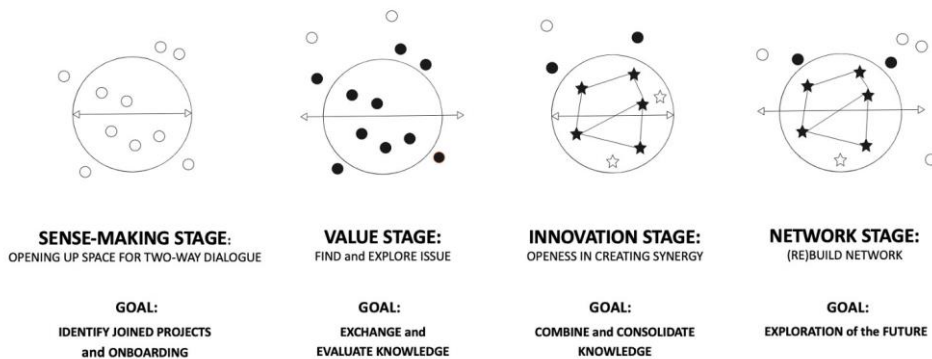 SENSE-MAKING STAGE:
OPENING UP SPACE FOR TWO-WAY DIALOGUE
GOAL:
IDENTIFY JOINED PROJECTS
and ONBOARDING
VALUE STAGE:
FIND and EXPLORE ISSUE
GOAL:
EXCHANGE and
EVALUATE KNOWLEDGE
INNOVATION STAGE:
OPENESS IN CREATING SYNERGY
GOAL:
COMBINE and CONSOLIDATE
KNOWLEDGE
NETWORK STAGE:
(RE)BUILD NETWORK
GOAL:
EXPLORATION of the FUTURE